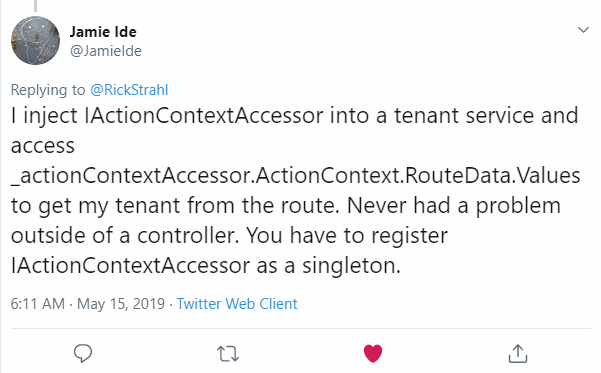 Jamie Ide
@JamieIde
Replying to @RickStrahl
I inject IActionContextAccessor into a tenant service and
access
_actionContextAccessor.ActionContext.RouteData.Values
to get my tenant from the route. Never had a problem
outside of a controller. You have to register
IActionContextAccessor as a singleton.
6:11 AM · May 15, 2019 · Twitter Web Client